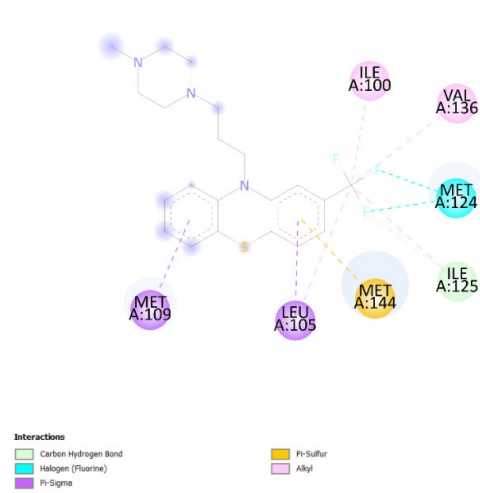 N
N
ILE
A:100
VAL
A:136
F
F
F
MET
A:124
N
S
ILE
A:125
MET
A:144
MET
A:109
LEU
A:105
Interactions
Carbon Hydrogen Bond
Halogen (Fluorine)
Pi-Sigma
Pi-Sulfur
Alkyl